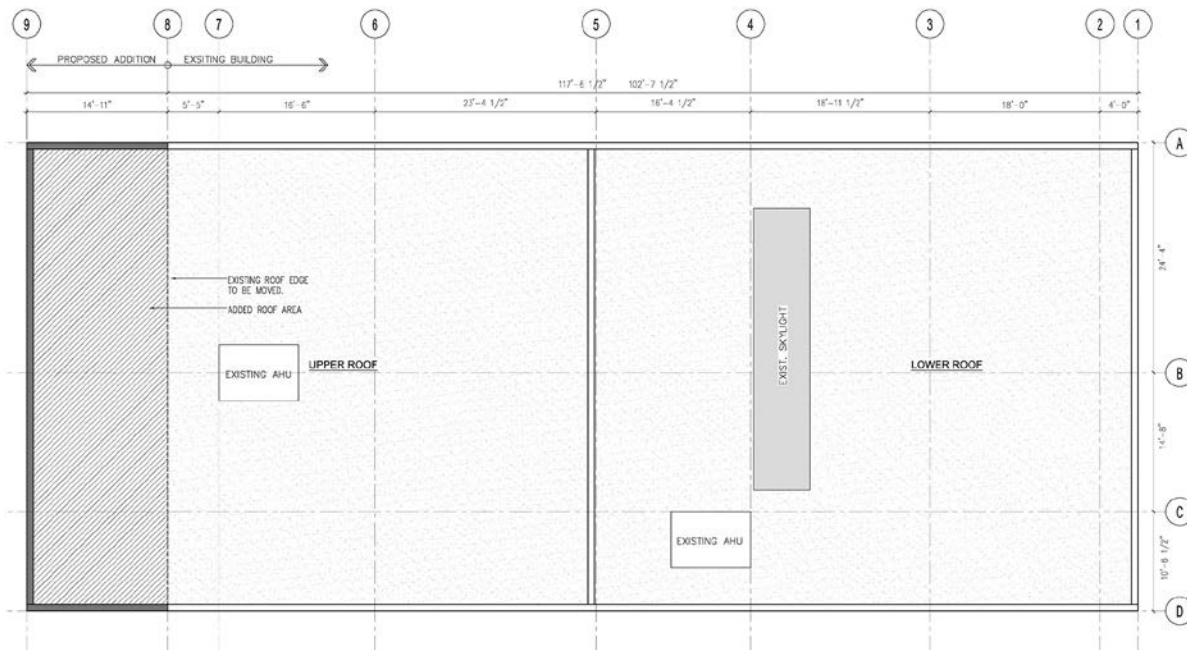 9 8 7 6 5 4 3 2 1
PROPOSED ADDITION EXSITING BUILDING
117'-6 1/2" 102'-7 1/2"
14'-11" 5'-5" 16'-6" 23'-4 1/2" 16'-4 1/2" 18'-11 1/2" 18'-0" 4'-0"
A
24'-4"
EXISTING ROOF EDGE
TO BE MOVED.
ADDED ROOF AREA
EXIST. SKYLIGHT
UPPER ROOF
LOWER ROOF
EXISTING AHU
B
14'-8"
C
EXISTING AHU
10'-6 1/2"
D